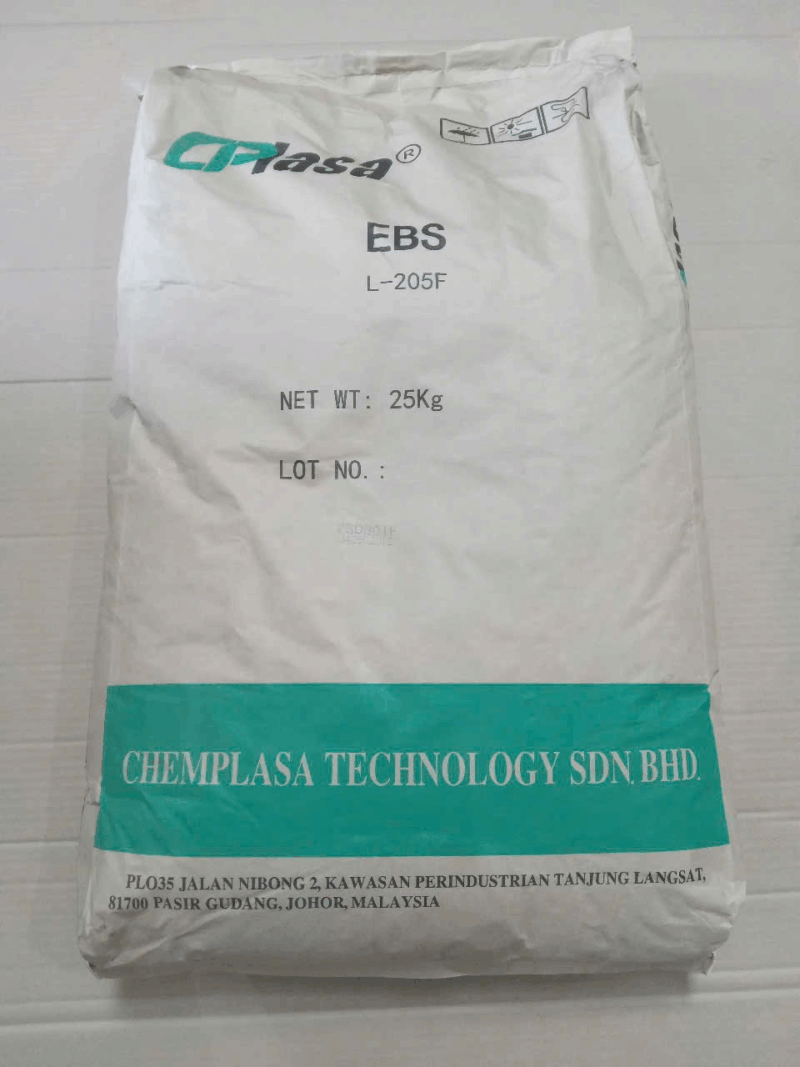 CPlasa®
EBS
L-205F
NET WT: 25Kg
LOT NO.:
CHEMPLASA TECHNOLOGY SDN. BHD.
PLO35 JALAN NIBONG 2, KAWASAN PERINDUSTRIAN TANJUNG LANGSAT,
81700 PASIR GUDANG, JOHOR, MALAYSIA